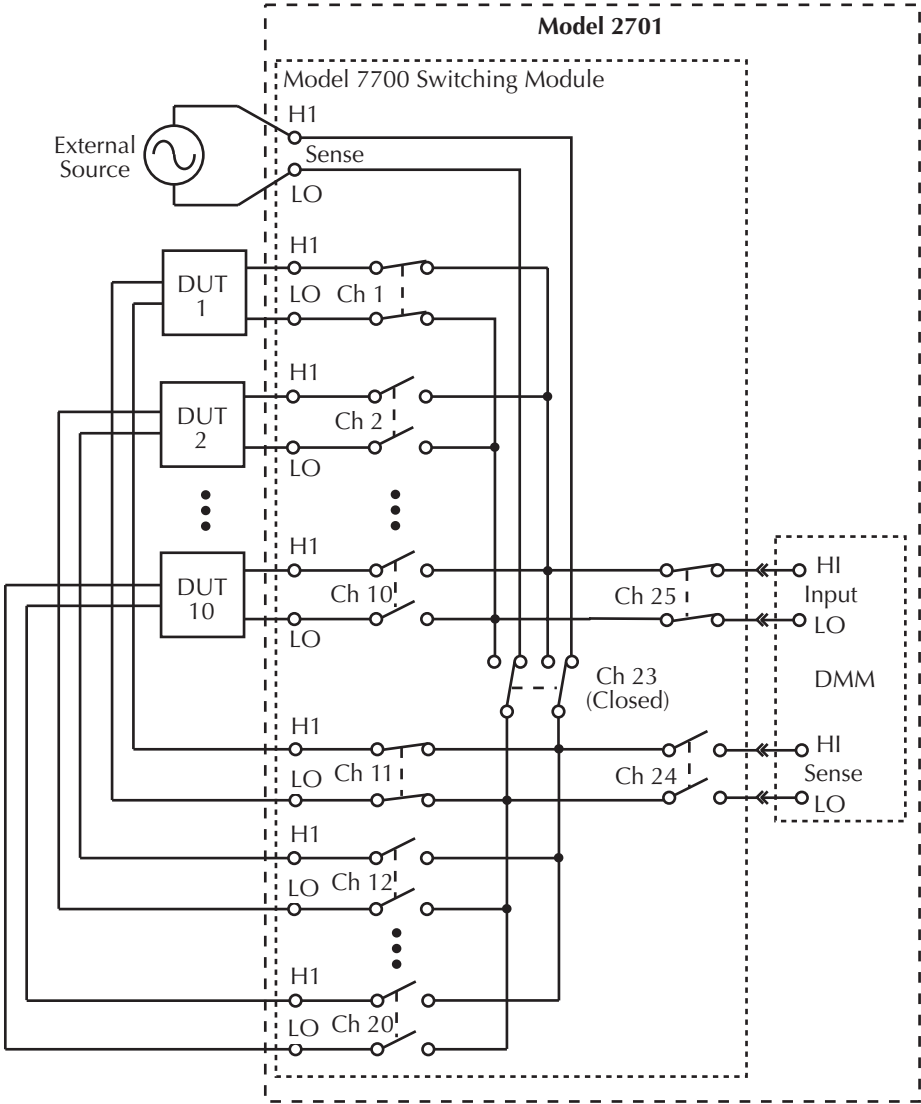 Model 2701
Model 7700 Switching Module
H1
External
Source
Sense
LO
H1
DUT
1
LO
Ch 1
H1
DUT
2
Ch 2
LO
H1
DUT
10
Ch 10
LO
Ch 25
HI
Input
LO
DMM
Ch 23
(Closed)
H1
LO
Ch 11
Ch 24
HI
Sense
LO
H1
LO
Ch 12
H1
LO
Ch 20